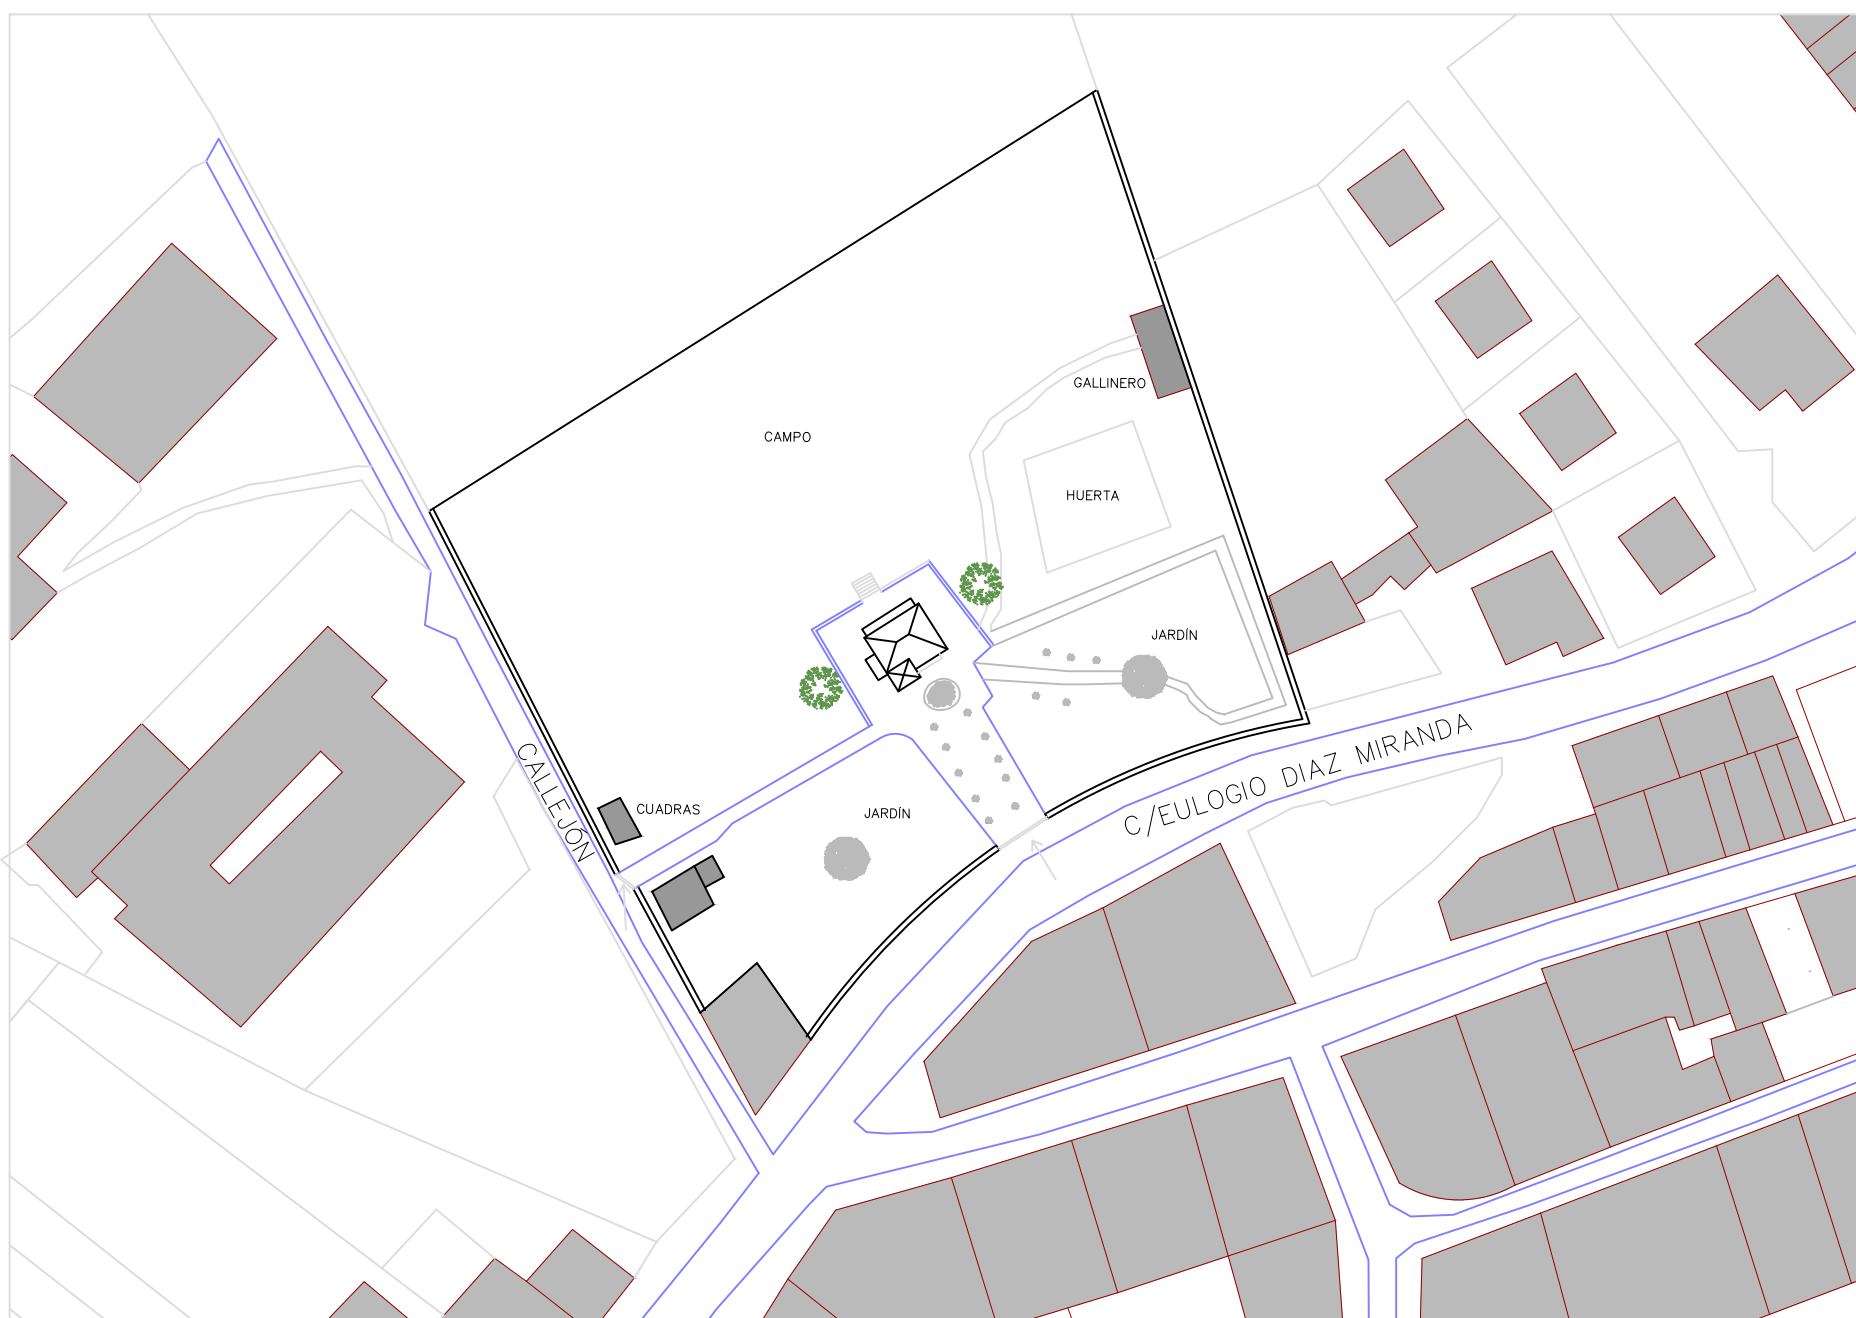 GALLINERO
CAMPO
HUERTA
JARDÍN
C/EULOGIO DIAZ MIRANDA
CALLEJÓN
CUADRAS
JARDÍN